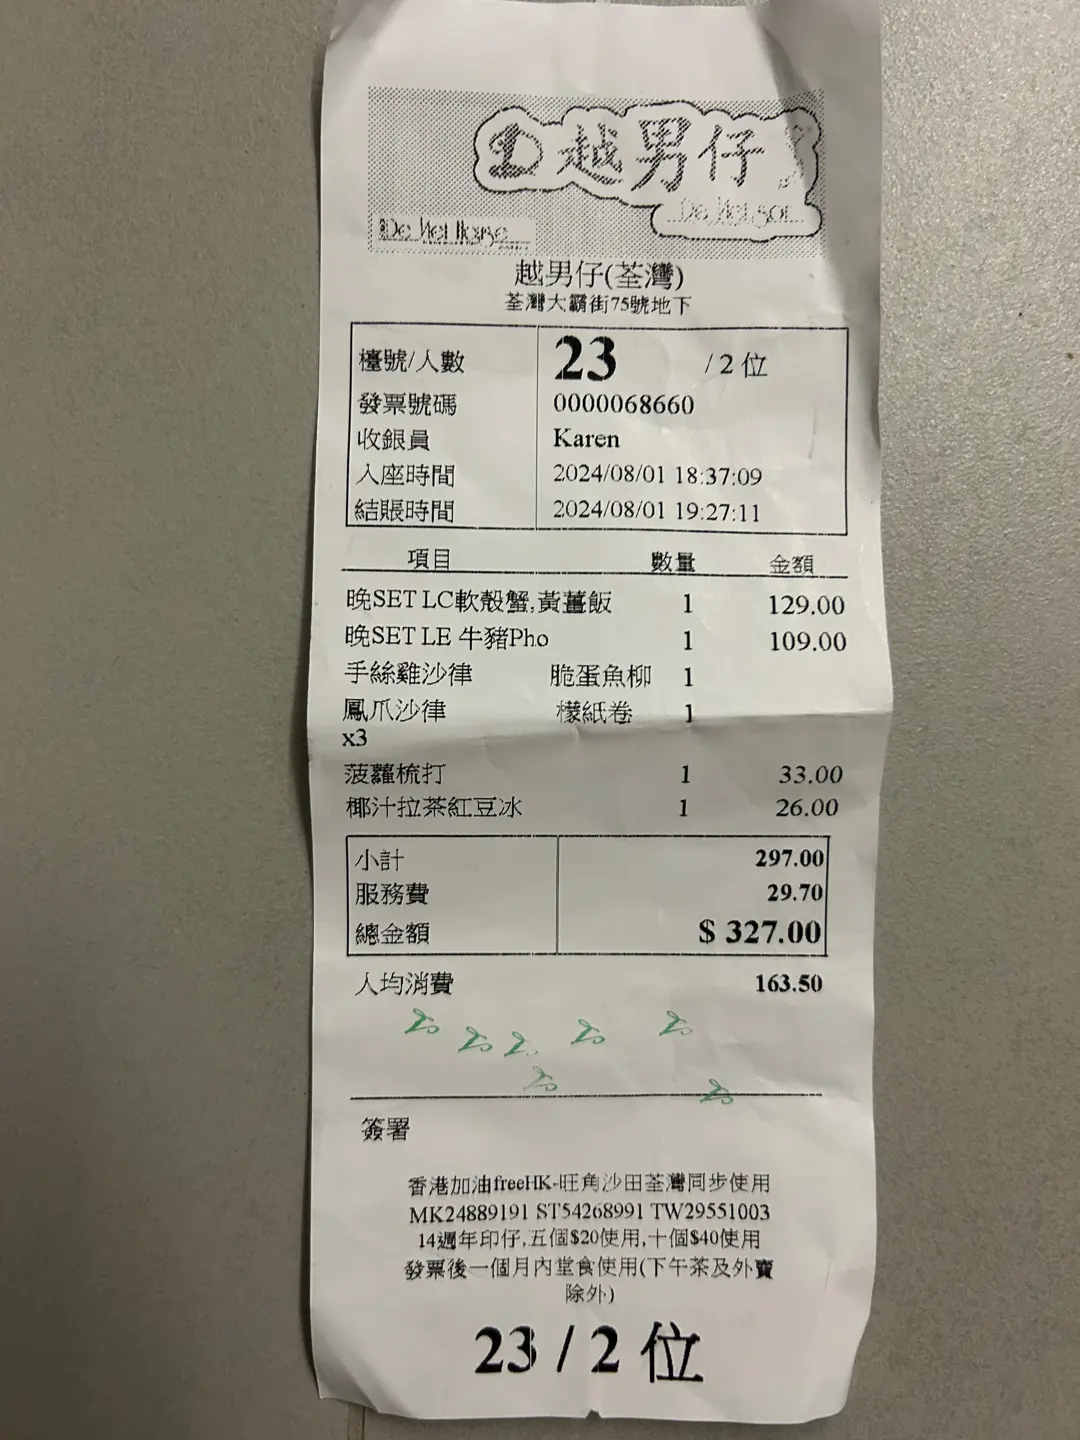 越男仔
De Viet Son
De Viet House
越男仔(荃灣)
荃灣大霸街75號地下
檯號/人數 23 / 2 位
發票號碼 0000068660
收銀員 Karen
入座時間 2024/08/01 18:37:09
結賬時間 2024/08/01 19:27:11
項目 數量 金額
晚SET LC軟殼蟹,黃薑飯 1 129.00
晚SET LE 牛豬Pho 1 109.00
手絲雞沙律 脆蛋魚柳 1
鳳爪沙律 檬紙卷 1
x3
菠蘿梳打 1 33.00
椰汁拉茶紅豆冰 1 26.00
小計 297.00
服務費 29.70
總金額 $ 327.00
人均消費 163.50
簽署
香港加油freeHK-旺角沙田荃灣同步使用
MK24889191 ST54268991 TW29551003
14週年印仔,五個$20使用,十個$40使用
發票後一個月內堂食使用(下午茶及外賣
除外)
23 / 2 位